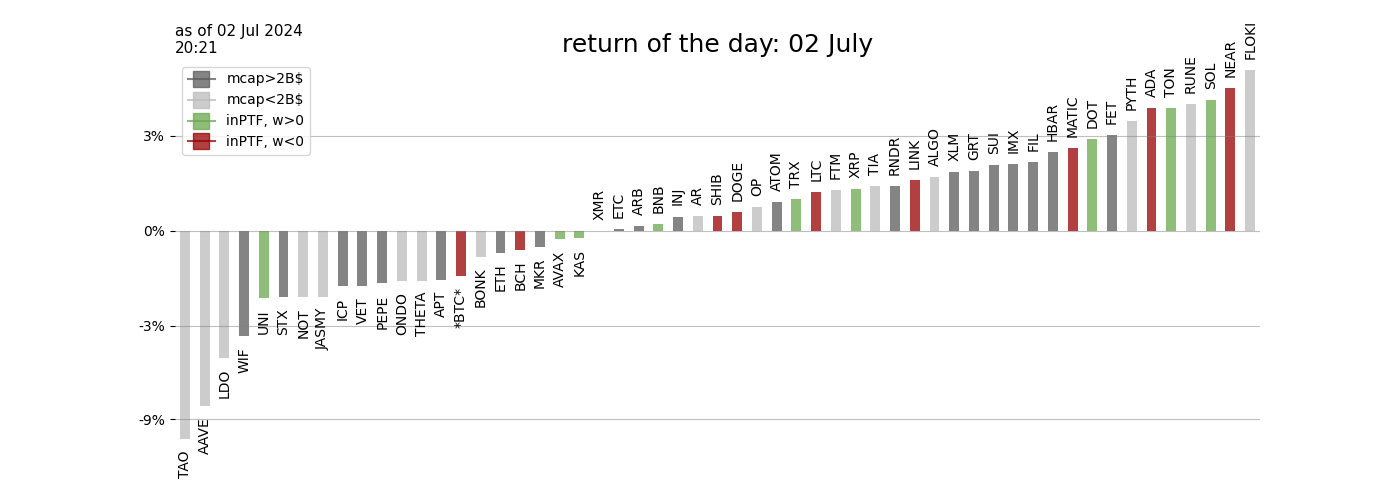 as of 02 Jul 2024
20:21
return of the day: 02 July
mcap>2B$
mcap<2B$
inPTF, w>0
inPTF, w<0
3%
0%
-3%
-9%
TAO
AAVE
LDO
WIF
UNI
STX
NOT
JASMY
ICP
VET
PEPE
ONDO
THETA
APT
*BTC*
BONK
ETH
BCH
MKR
AVAX
KAS
XMR
ETC
ARB
BNB
INJ
AR
SHIB
DOGE
OP
ATOM
TRX
LTC
FTM
XRP
TIA
RNDR
LINK
ALGO
XLM
GRT
SUI
IMX
FIL
HBAR
MATIC
DOT
FET
PYTH
ADA
TON
RUNE
SOL
NEAR
FLOKI